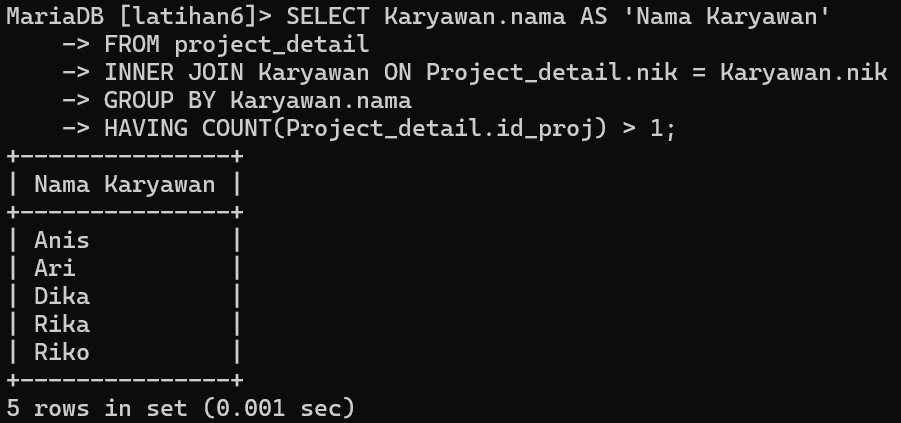 MariaDB [latihan6]> SELECT Karyawan.nama AS 'Nama Karyawan'
    -> FROM project_detail
    -> INNER JOIN Karyawan ON Project_detail.nik = Karyawan.nik
    -> GROUP BY Karyawan.nama
    -> HAVING COUNT(Project_detail.id_proj) > 1;
+---------------+
| Nama Karyawan |
+---------------+
| Anis          |
| Ari           |
| Dika          |
| Rika          |
| Riko          |
+---------------+
5 rows in set (0.001 sec)